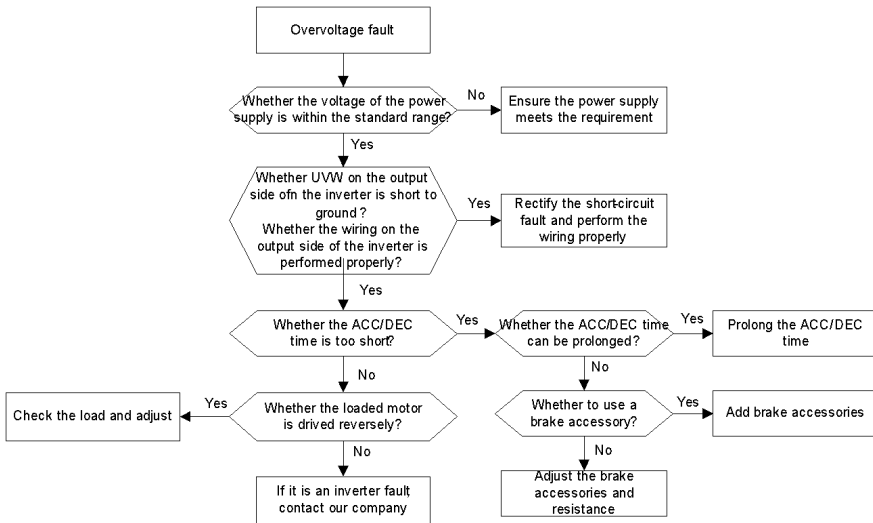 Overvoltage fault
Whether the voltage of the power
supply is within the standard range?
No
Ensure the power supply
meets the requirement
Yes
Whether UVW on the output
side ofn the inverter is short to
ground?
Whether the wiring on the
output side of the inverter is
performed properly?
Yes
Rectify the short-circuit
fault and perform the
wiring properly
Yes
Whether the ACC/DEC
time is too short?
Yes
Whether the ACC/DEC time
can be prolonged?
Yes
Prolong the ACC/DEC
time
No
No
Check the load and adjust
Yes
Whether the loaded motor
is drived reversely?
Whether to use a
brake accessory?
Yes
Add brake accessories
No
No
If it is an inverter fault,
contact our company
Adjust the brake
accessories and
resistance